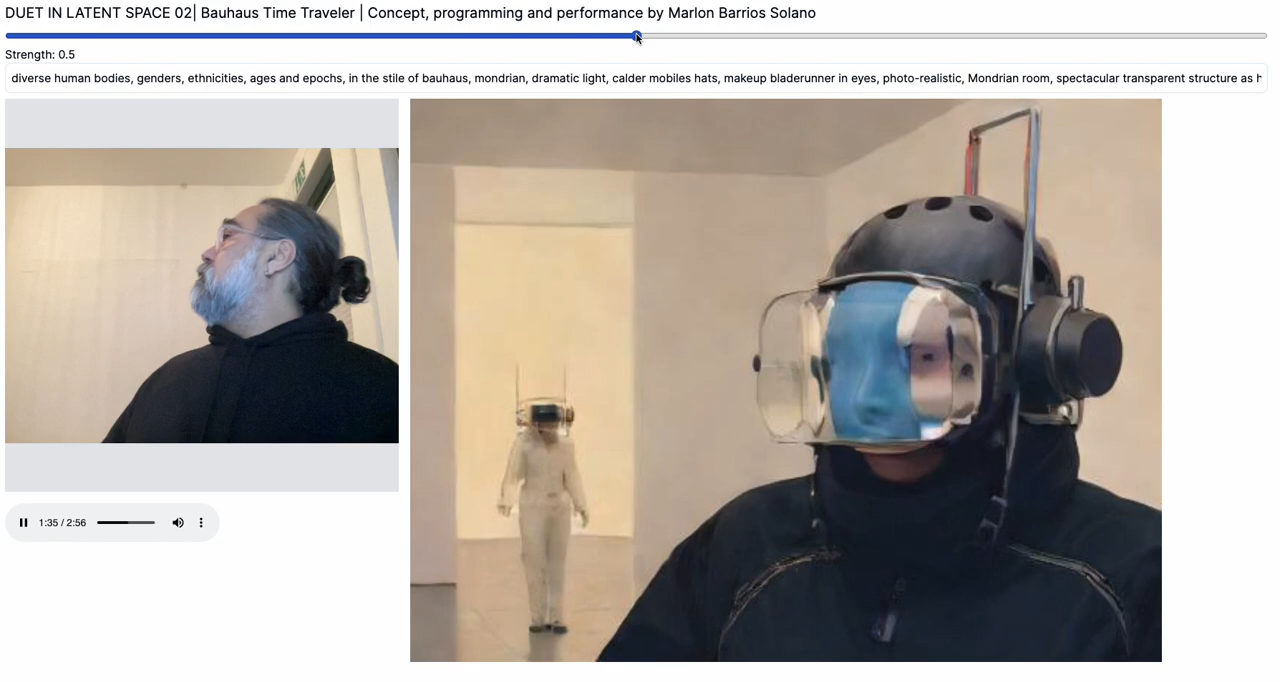 DUET IN LATENT SPACE 02| Bauhaus Time Traveler | Concept, programming and performance by Marlon Barrios Solano
Strength: 0.5
diverse human bodies, genders, ethnicities, ages and epochs, in the stile of bauhaus, mondrian, dramatic light, calder mobiles hats, makeup bladerunner in eyes, photo-realistic, Mondrian room, spectacular transparent structure as
1:35 / 2:56